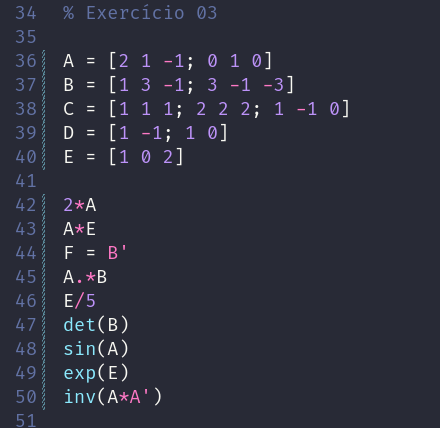 34 % Exercício 03
35
36 A = [2 1 -1; 0 1 0]
37 B = [1 3 -1; 3 -1 -3]
38 C = [1 1 1; 2 2 2; 1 -1 0]
39 D = [1 -1; 1 0]
40 E = [1 0 2]
41
42 2*A
43 A*E
44 F = B'
45 A.*B
46 E/5
47 det(B)
48 sin(A)
49 exp(E)
50 inv(A*A')
51